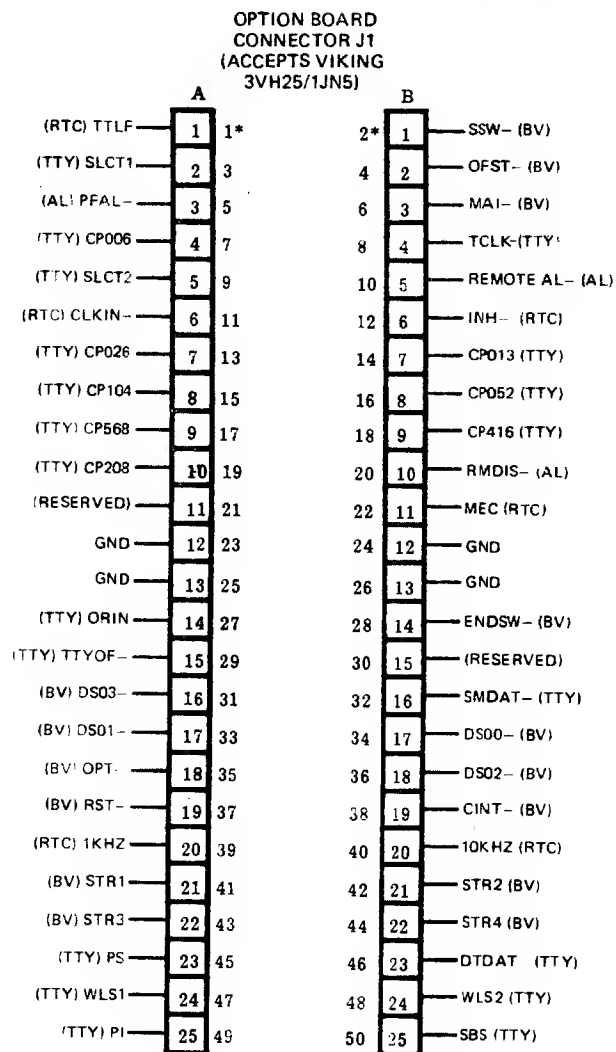 OPTION BOARD
CONNECTOR J1
(ACCEPTS VIKING
3VH25/1JN5)
A B
(RTC) TTLF 1 1* 2* 1 SSW– (BV)
(TTY) SLCT1 2 3 4 2 OFST– (BV)
(AL) PFAL– 3 5 6 3 MAI– (BV)
(TTY) CP006 4 7 8 4 TCLK–(TTY)
(TTY) SLCT2 5 9 10 5 REMOTE AL– (AL)
(RTC) CLKIN– 6 11 12 6 INH– (RTC)
(TTY) CP026 7 13 14 7 CP013 (TTY)
(TTY) CP104 8 15 16 8 CP052 (TTY)
(TTY) CP568 9 17 18 9 CP416 (TTY)
(TTY) CP208 10 19 20 10 RMDIS– (AL)
(RESERVED) 11 21 22 11 MEC (RTC)
GND 12 23 24 12 GND
GND 13 25 26 13 GND
(TTY) ORIN 14 27 28 14 ENDSW– (BV)
(TTY) TTYOF– 15 29 30 15 (RESERVED)
(BV) DS03– 16 31 32 16 SMDAT– (TTY)
(BV) DS01– 17 33 34 17 DS00– (BV)
(BV) OPT- 18 35 36 18 DS02– (BV)
(BV) RST– 19 37 38 19 CINT– (BV)
(RTC) 1KHZ 20 39 40 20 10KHZ (RTC)
(BV) STR1 21 41 42 21 STR2 (BV)
(BV) STR3 22 43 44 22 STR4 (BV)
(TTY) PS 23 45 46 23 DTDAT (TTY)
(TTY) WLS1 24 47 48 24 WLS2 (TTY)
(TTY) PI 25 49 50 25 SBS (TTY)